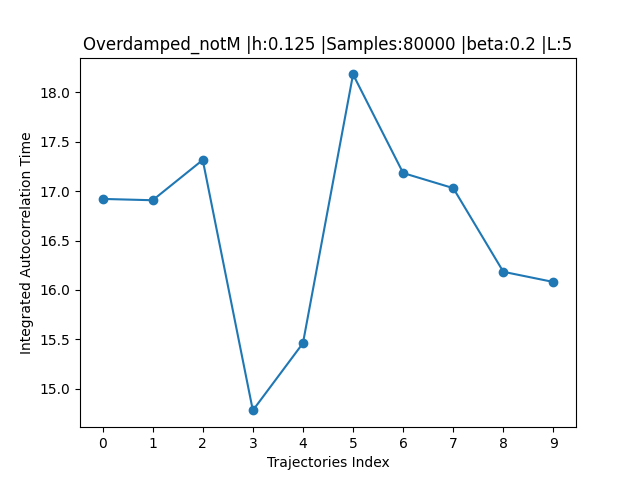 Overdamped_notM |h:0.125 |Samples:80000 |beta:0.2 |L:5
Integrated Autocorrelation Time
18.0
17.5
17.0
16.5
16.0
15.5
15.0
0 1 2 3 4 5 6 7 8 9
Trajectories Index